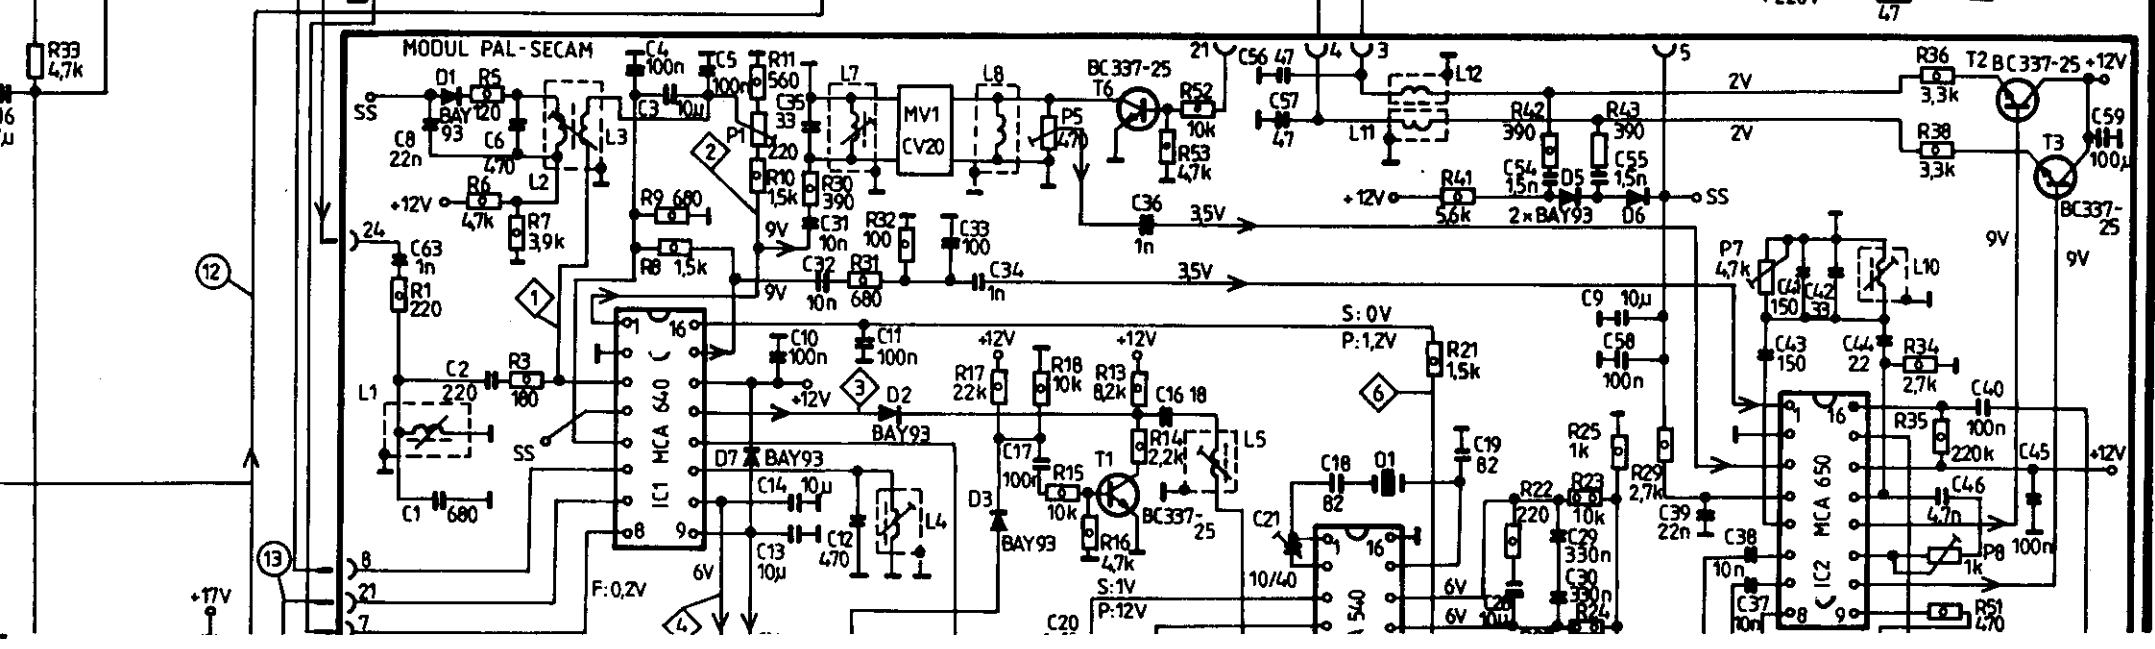 47
R33
4,7k
MODUL PAL-SECAM
C4
100n
C5
100n
R11
560
L7
L8
BC337-25
T6
21
C56 47
4
3
L12
5
R36
3,3k
T2 BC337-25
+12V
SS
D1
R5
BAY
93
120
C3
10µ
C35
33
MV1
CV20
P5
470
R52
10k
C57
47
L11
R42
390
R43
390
2V
2V
C59
100µ
C8
22n
C6
470
L3
L2
2
P1
220
R53
4,7k
C54
1,5n
C55
1,5n
D5
R38
3,3k
T3
R6
4,7k
+12V
R7
3,9k
R9 680
R10
1,5k
R30
390
C36
1n
3,5V
+12V
R41
5,6k
2xBAY93
D6
SS
BC337-
25
24
C63
1n
R8
1,5k
9V
C31
10n
R32
100
C33
100
P7
4,7k
9V
9V
12
R1
220
1
9V
C32
10n
R31
680
C34
1n
3,5V
C41
150
C42
33
L10
1
16
S: 0V
P: 1,2V
C9 10µ
C2
220
R3
180
C10
100n
C11
100n
+12V
+12V
R21
1,5k
C58
100n
C43
150
C44
22
R34
2,7k
L1
MCA 640
IC1
+12V
3
D2
BAY93
R17
22k
R18
10k
R13
8,2k
C16 18
6
SS
D7
BAY93
R14
2,2k
L5
R25
1k
R29
2,7k
1
16
R35
220k
C40
100n
C1
680
C14 10µ
C17
100n
R15
10k
T1
C18
82
Q1
C19
82
R22
220
R23
10k
MCA 650
IC2
C45
100n
+12V
8
9
C13
10µ
C12
470
L4
D3
BAY93
R16
4,7k
BC337-
25
C21
10/40
1
16
C29
330n
C39
22n
C46
4,7n
13
8
21
7
+17V
F: 0,2V
6V
4
S: 1V
P: 12V
C20
540
6V
6V
10µ
C30
330n
R24
C38
10n
C37
10n
8
9
P8
1k
R51
470